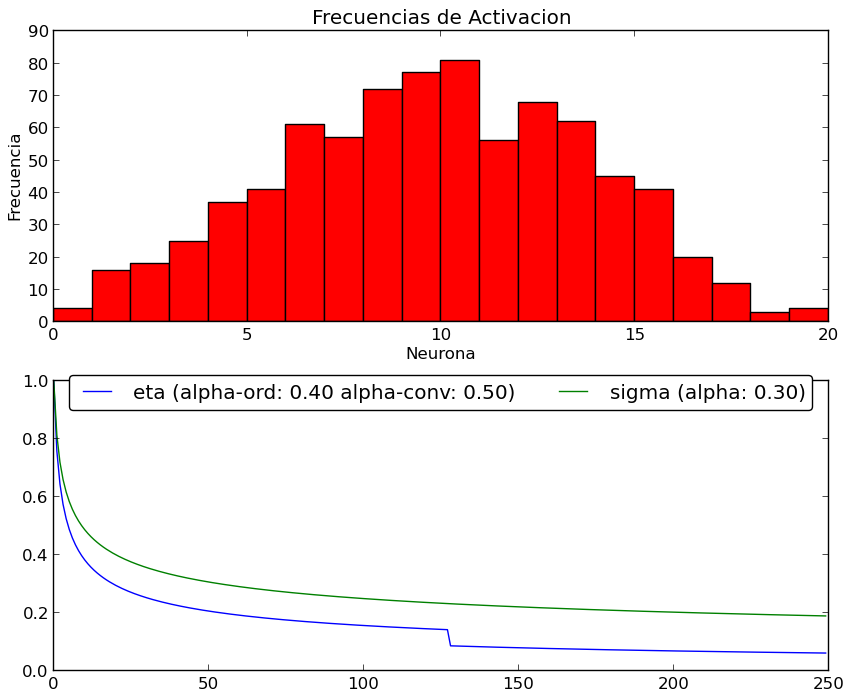 Frecuencias de Activacion
90
80
70
60
50
40
30
20
10
0
Frecuencia
0 5 10 15 20
Neurona
eta (alpha-ord: 0.40 alpha-conv: 0.50) sigma (alpha: 0.30)
1.0
0.8
0.6
0.4
0.2
0.0
0 50 100 150 200 250